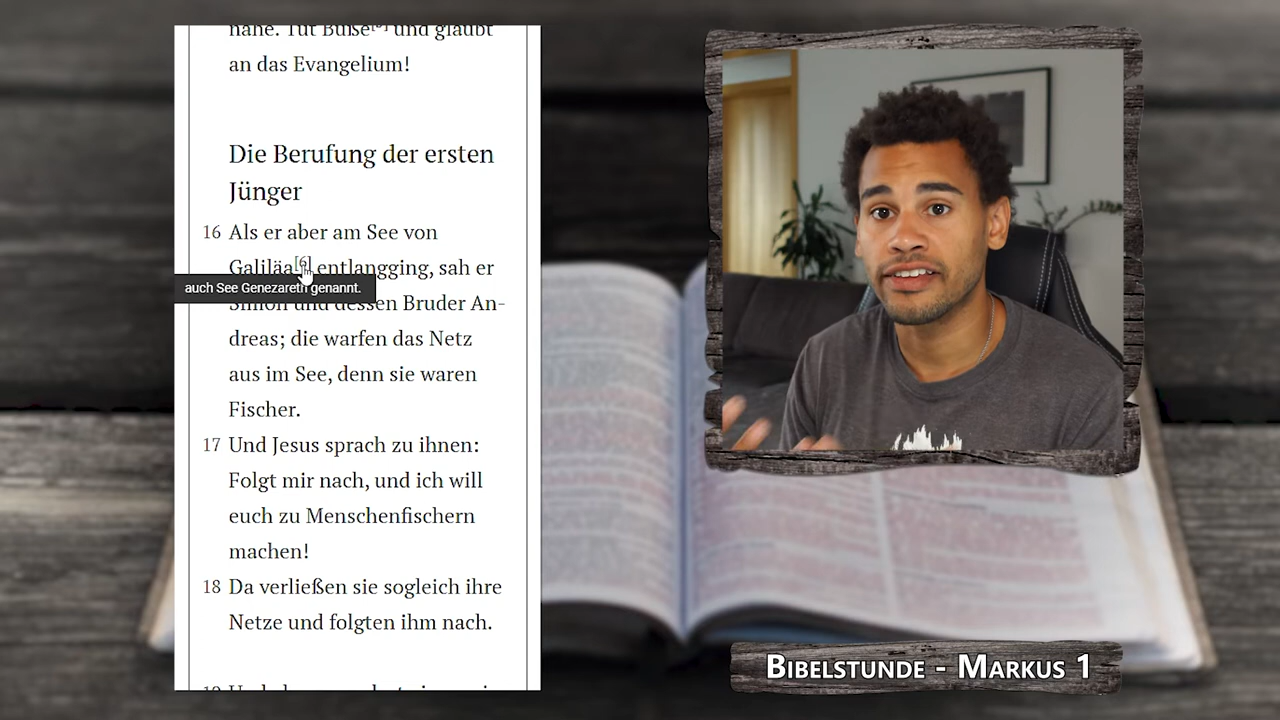 nahe. Tut Buße und glaubt
an das Evangelium!
Die Berufung der ersten
Jünger
16 Als er aber am See von
Galiläa[6] entlangging, sah er
auch See Genezareth genannt.
Simon und dessen Bruder An-
dreas; die warfen das Netz
aus im See, denn sie waren
Fischer.
17 Und Jesus sprach zu ihnen:
Folgt mir nach, und ich will
euch zu Menschenfischern
machen!
18 Da verließen sie sogleich ihre
Netze und folgten ihm nach.
BIBELSTUNDE - MARKUS 1